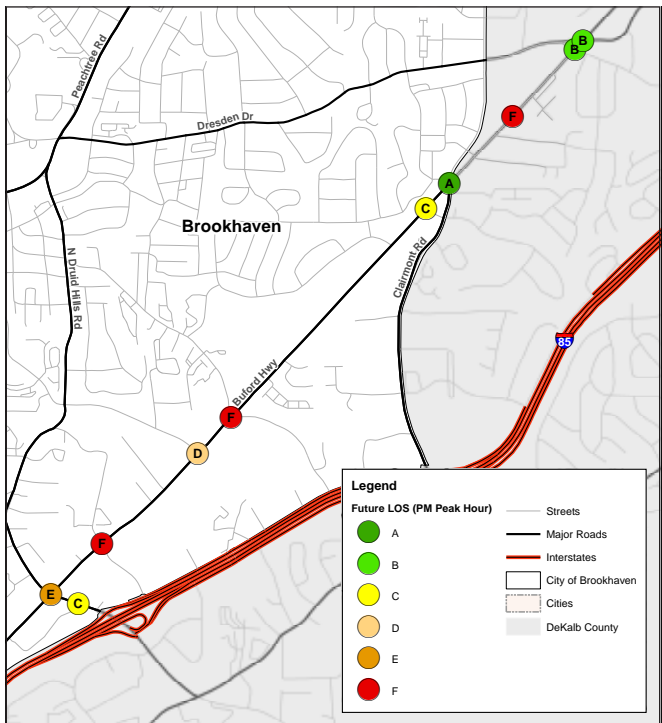 Peachtree Rd
B
B
Dresden Dr
F
A
C
Brookhaven
N Druid Hills Rd
Clairmont Rd
85
Buford Hwy
F
D
F
E
C
Legend
Future LOS (PM Peak Hour)
A
B
C
D
E
F
Streets
Major Roads
Interstates
City of Brookhaven
Cities
DeKalb County